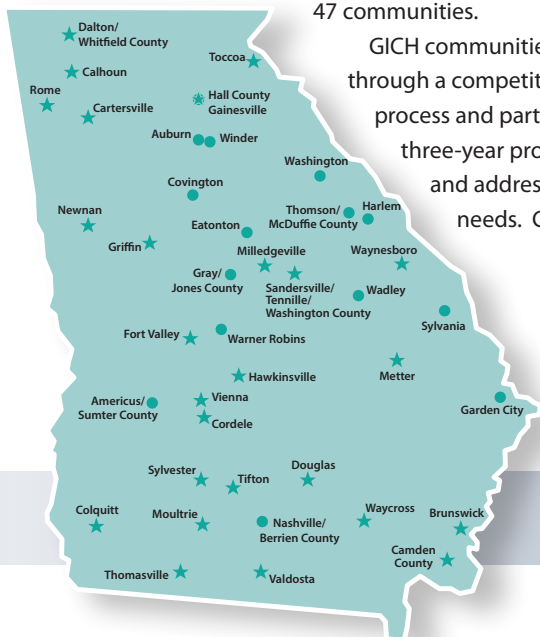 47 communities.
GICH communitie
through a competit
process and part
three-year pro
and addres
needs. C
Dalton/
Whitfield County
Toccoa
Calhoun
Rome
Hall County
Gainesville
Cartersville
Auburn
Winder
Washington
Covington
Newnan
Thomson/
McDuffie County
Harlem
Eatonton
Griffin
Milledgeville
Waynesboro
Gray/
Jones County
Sandersville/
Tennille/
Washington County
Wadley
Sylvania
Fort Valley
Warner Robins
Metter
Hawkinsville
Americus/
Sumter County
Vienna
Garden City
Cordele
Sylvester
Tifton
Douglas
Colquitt
Moultrie
Nashville/
Berrien County
Waycross
Brunswick
Camden
County
Thomasville
Valdosta